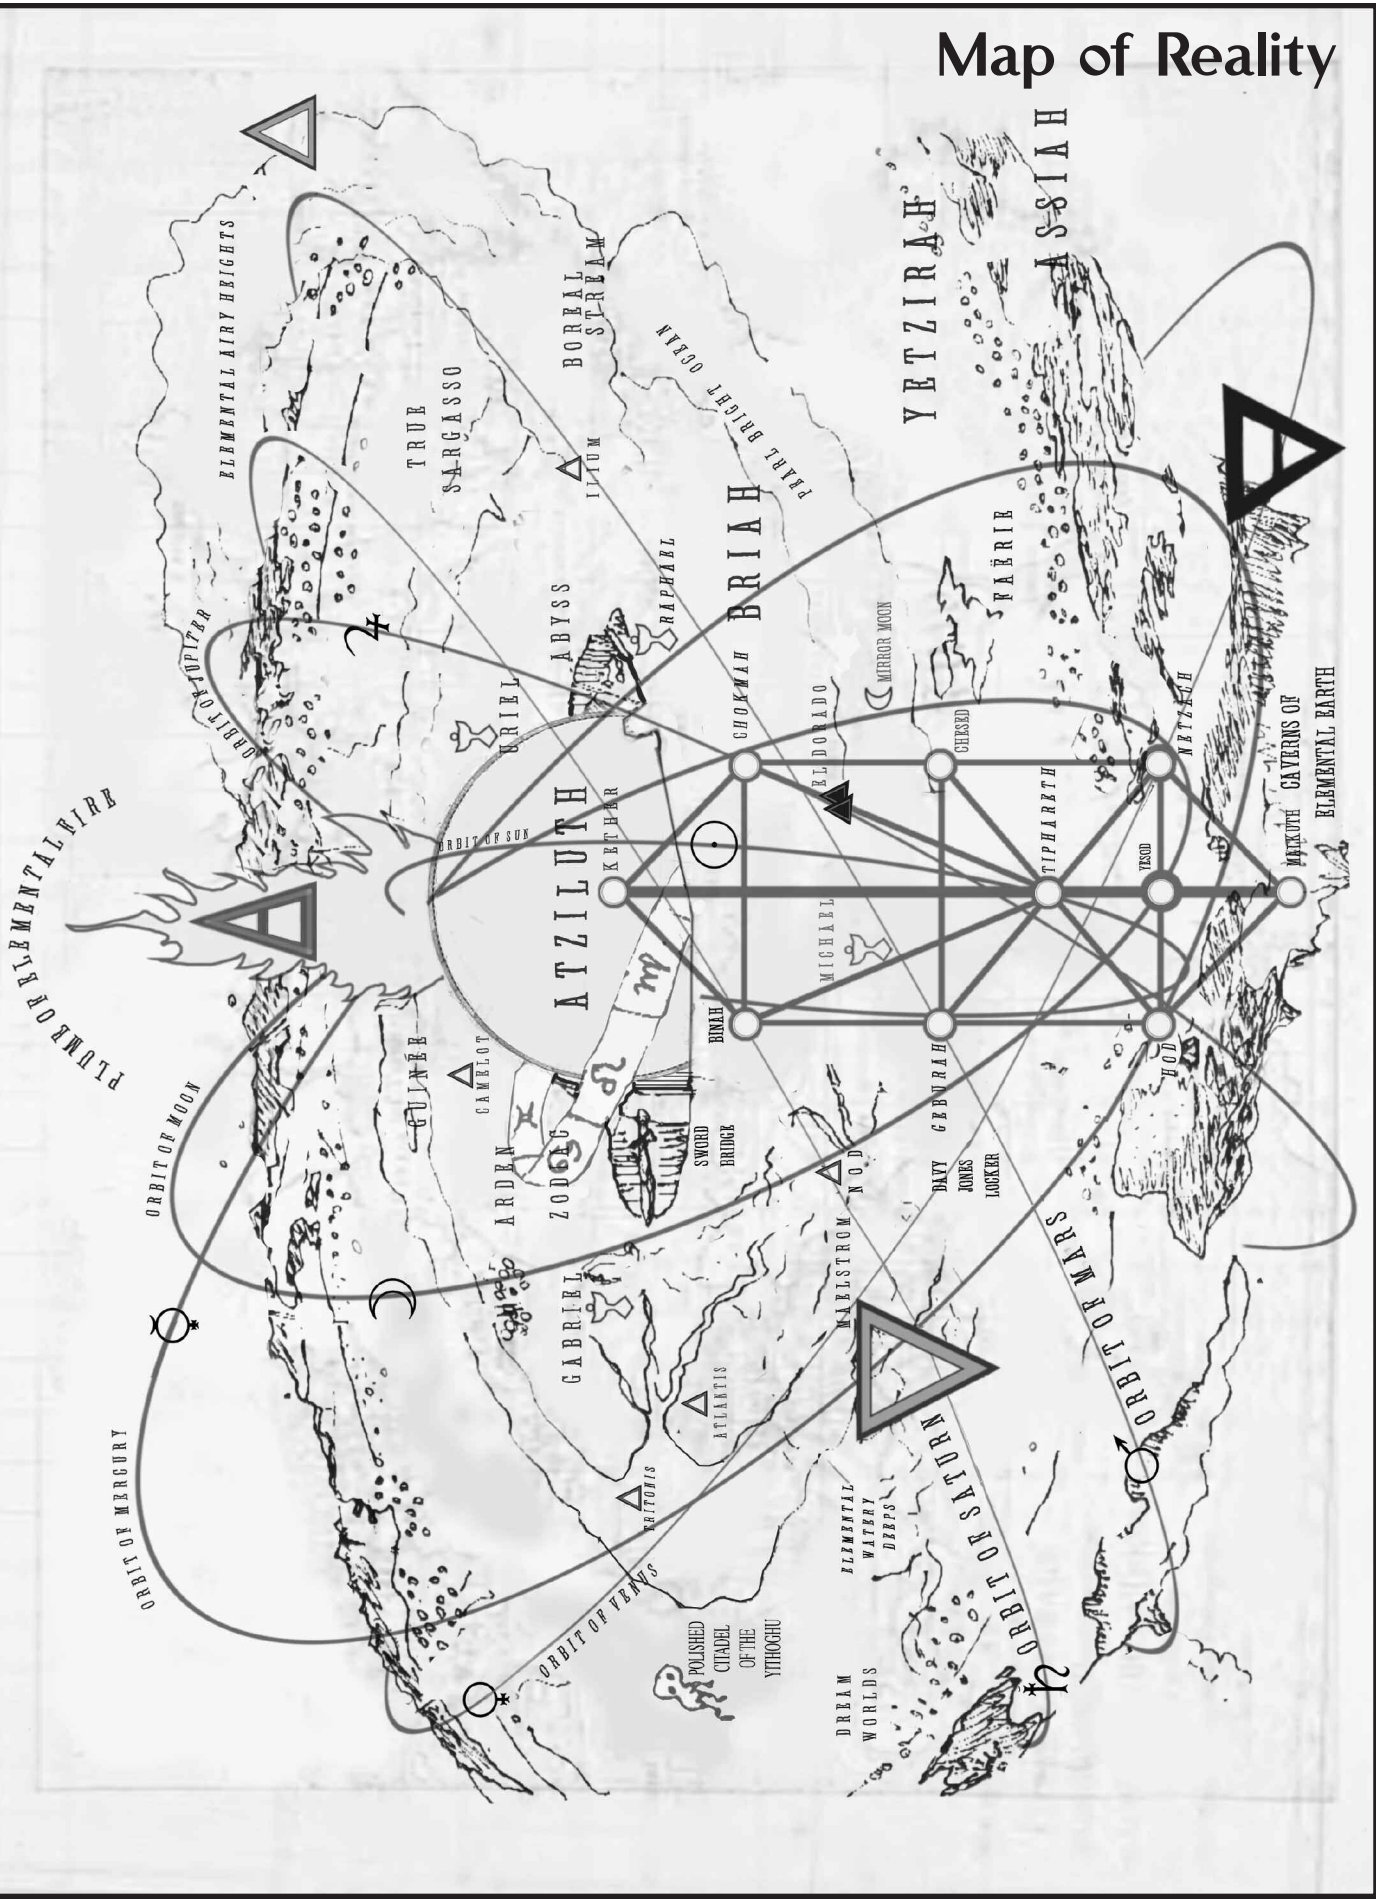 Map of Reality
ASSIAH
YETZIRAH
ELEMENTAL AIRY HEIGHTS
TRUE
SARGASSO
BOREAL
STREAM
PEARL BRIGHT OCEAN
ILIUM
BRIAH
FAËRIE
ABYSS
RAPHAEL
ORBIT OF JUPITER
♃
URIEL
CHOKMAH
MIRROR MOON
EL DORADO
CHESED
NETZACH
CAVERNS OF
ELEMENTAL EARTH
PLUMB OF ELEMENTAL FIRE
ORBIT OF SUN
ATZILUTH
KETHER
TIPHARETH
YESOD
MALKUTH
MICHAEL
BINAH
GEBURAH
HOD
GUINEE
CAMELOT
ORBIT OF MOON
ARDEN
ZODIAC
SWORD
BRIDGE
NOD
DAVY
JONES
LOCKER
GABRIEL
MAELSTROM
ATLANTIS
TRITONIS
ORBIT OF MARS
♂
ORBIT OF MERCURY
ELEMENTAL
WATERY
DEEPS
ORBIT OF SATURN
♄
ORBIT OF VENUS
POLISHED
CITADEL
OF THE
YITHOGHU
DREAM
WORLDS